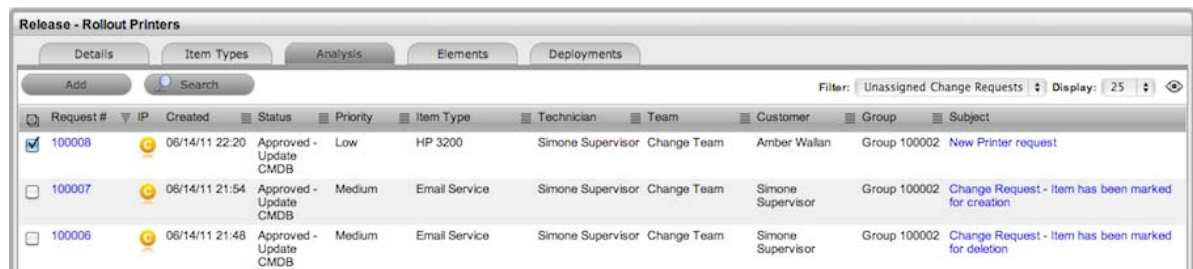 Release - Rollout Printers
Details Item Types Analysis Elements Deployments
Add Search Filter: Unassigned Change Requests Display: 25
Request # IP Created Status Priority Item Type Technician Team Customer Group Subject
100008 C 06/14/11 22:20 Approved - Low HP 3200 Simone Supervisor Change Team Amber Wallan Group 100002 New Printer request
Update
CMDB
100007 C 06/14/11 21:54 Approved - Medium Email Service Simone Supervisor Change Team Simone Group 100002 Change Request - Item has been marked
Update Supervisor for creation
CMDB
100006 C 06/14/11 21:48 Approved - Medium Email Service Simone Supervisor Change Team Simone Group 100002 Change Request - Item has been marked
Update Supervisor for deletion
CMDB